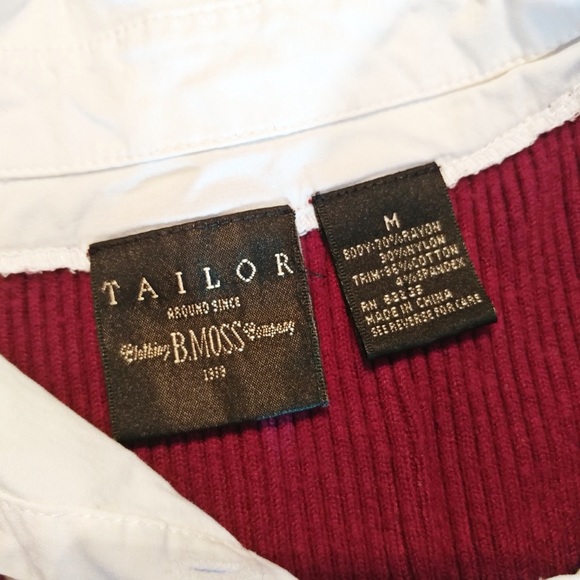 TAILOR
AROUND SINCE
Clothing B.MOSS Company
1939
M
BODY: 70% RAYON
30% NYLON
TRIM: 96% COTTON
4% SPANDEX
RN 82238
MADE IN CHINA
SEE REVERSE FOR CARE